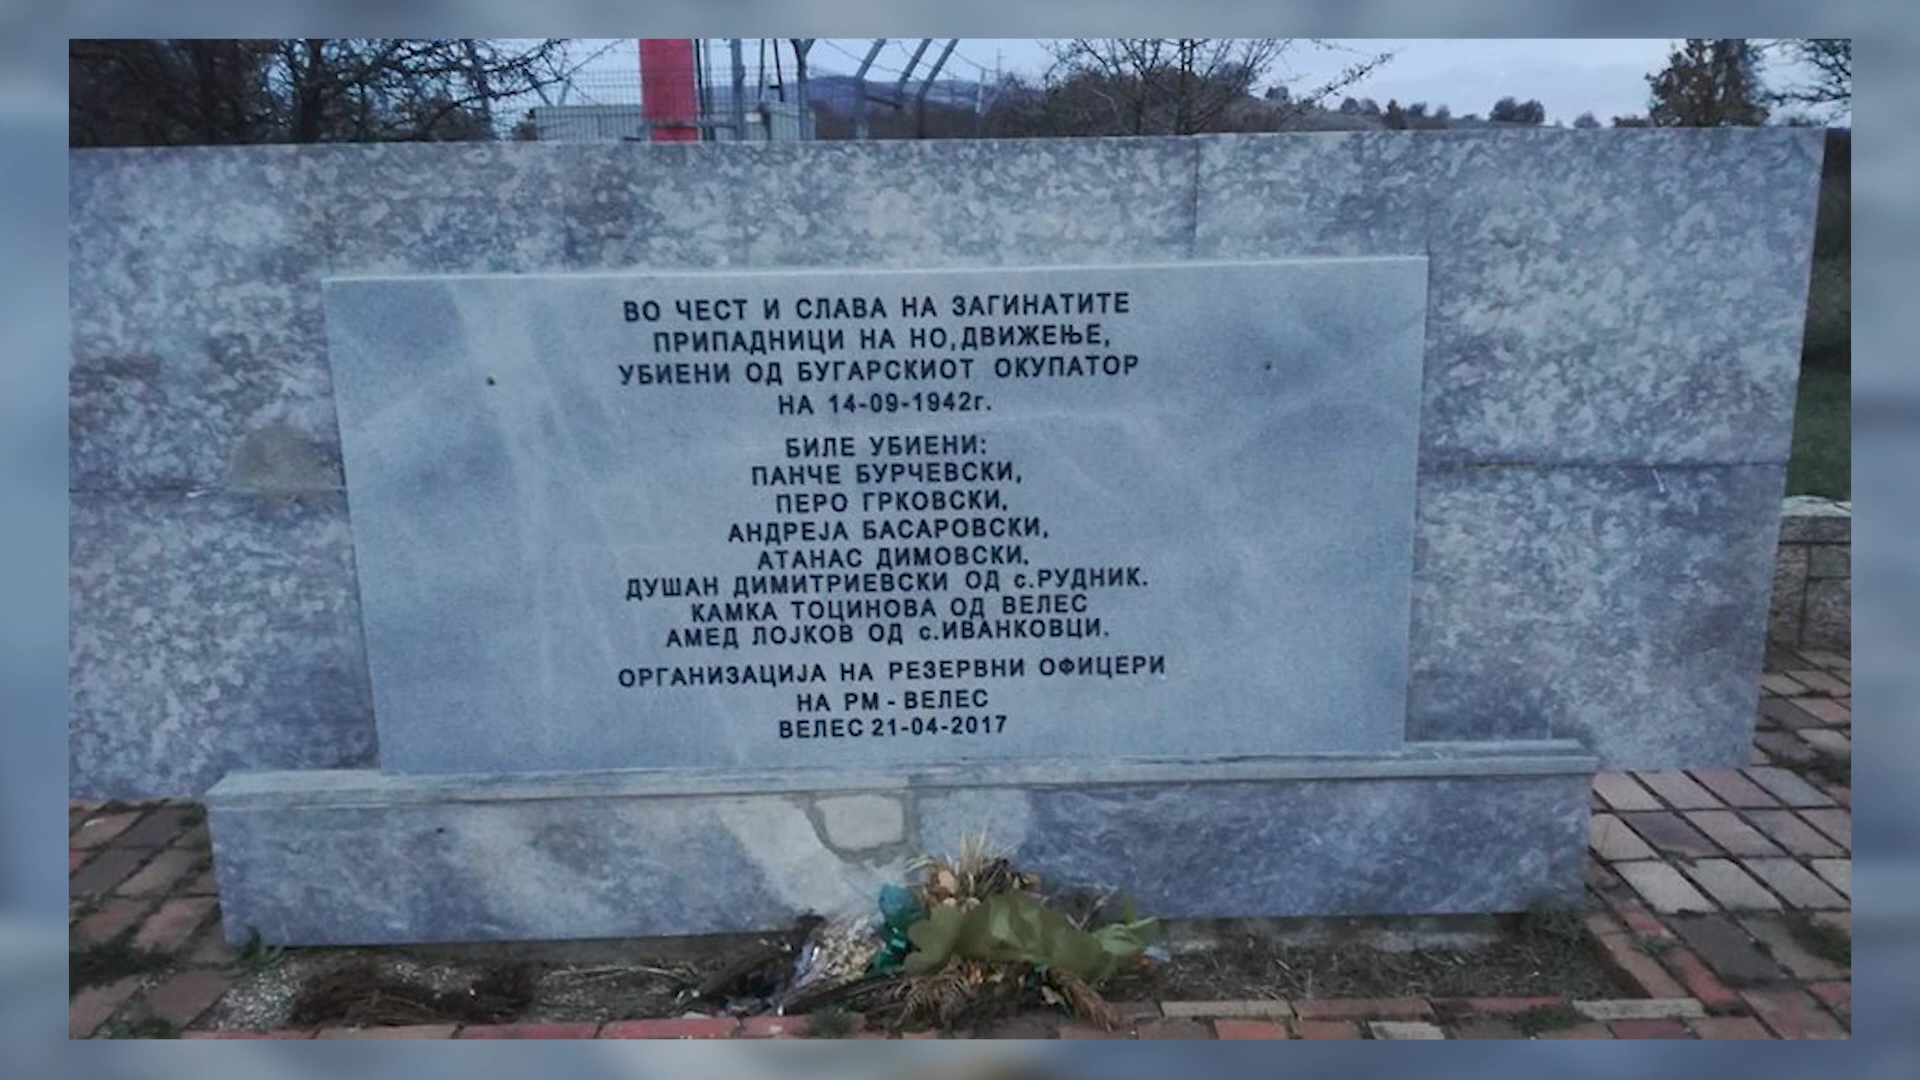 ВО ЧЕСТ И СЛАВА НА ЗАГИНАТИТЕ
ПРИПАДНИЦИ НА НО,ДВИЖЕЊЕ,
УБИЕНИ ОД БУГАРСКИОТ ОКУПАТОР
НА 14-09-1942г.
БИЛЕ УБИЕНИ:
ПАНЧЕ БУРЧЕВСКИ,
ПЕРО ГРКОВСКИ,
АНДРЕЈА БАСАРОВСКИ,
АТАНАС ДИМОВСКИ,
ДУШАН ДИМИТРИЕВСКИ ОД с.РУДНИК.
КАМКА ТОЦИНОВА ОД ВЕЛЕС
АМЕД ЛОЈКОВ ОД с.ИВАНКОВЦИ.
ОРГАНИЗАЦИЈА НА РЕЗЕРВНИ ОФИЦЕРИ
НА РМ - ВЕЛЕС
ВЕЛЕС 21-04-2017